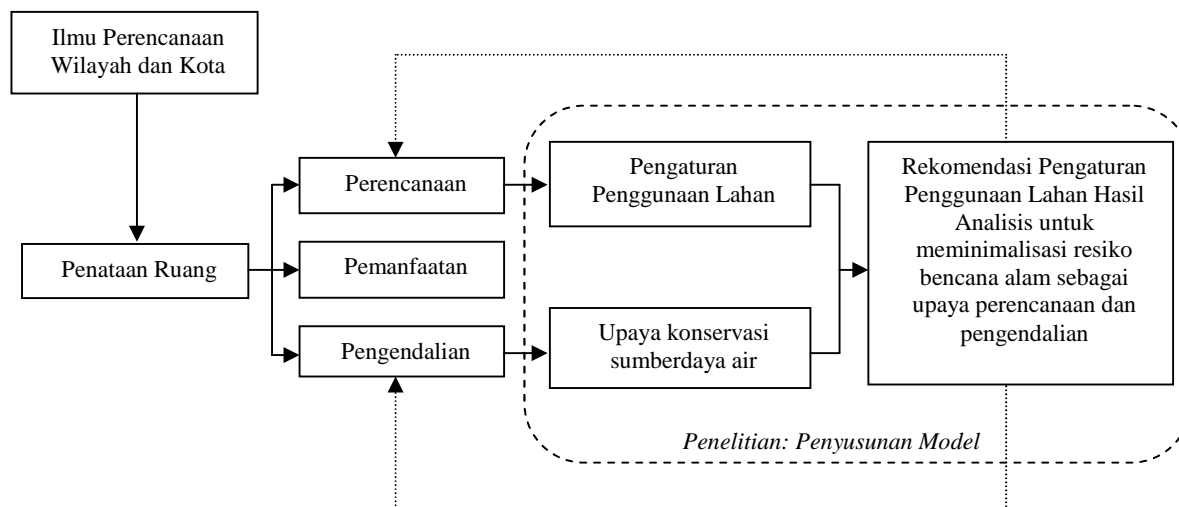 Ilmu Perencanaan
Wilayah dan Kota
Penataan Ruang
Perencanaan
Pemanfaatan
Pengendalian
Pengaturan
Penggunaan Lahan
Upaya konservasi
sumberdaya air
Rekomendasi Pengaturan
Penggunaan Lahan Hasil
Analisis untuk
meminimalisasi resiko
bencana alam sebagai
upaya perencanaan dan
pengendalian
Penelitian: Penyusunan Model